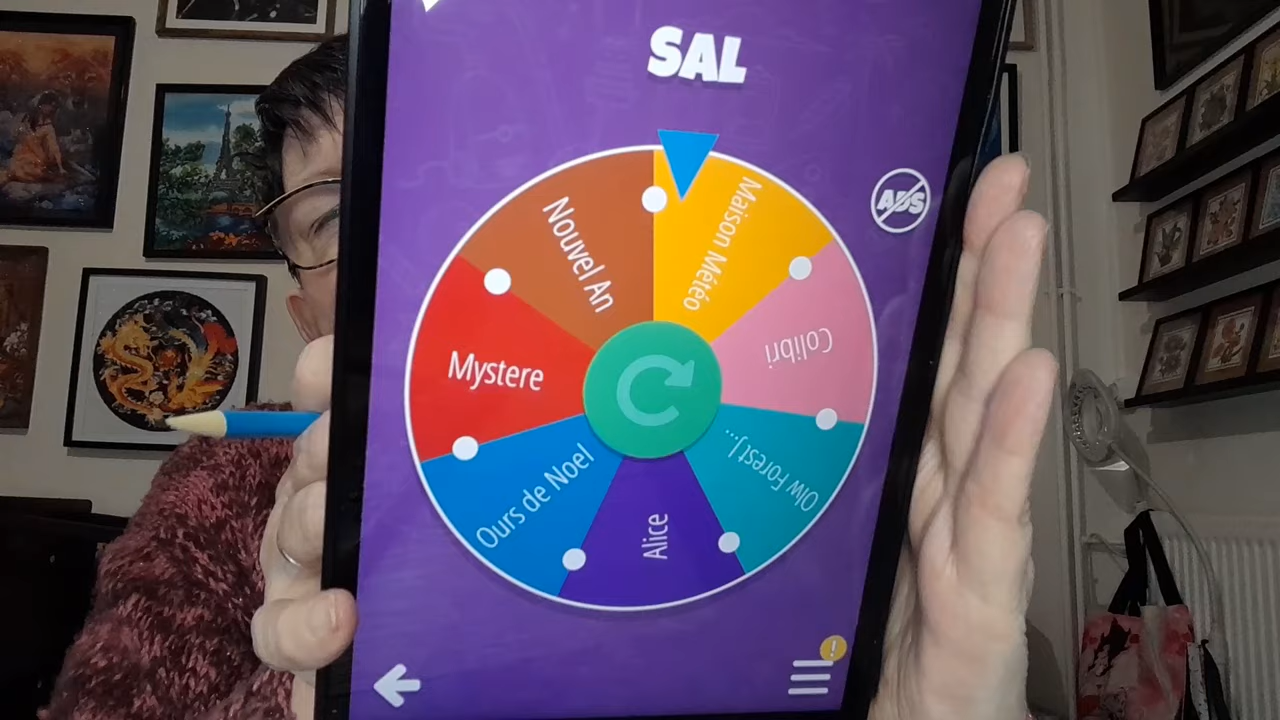 SAL
ADS
Maison Météo
Colibri
Olw Forest J...
Alice
Ours de Noel
Mystere
Nouvel An
!